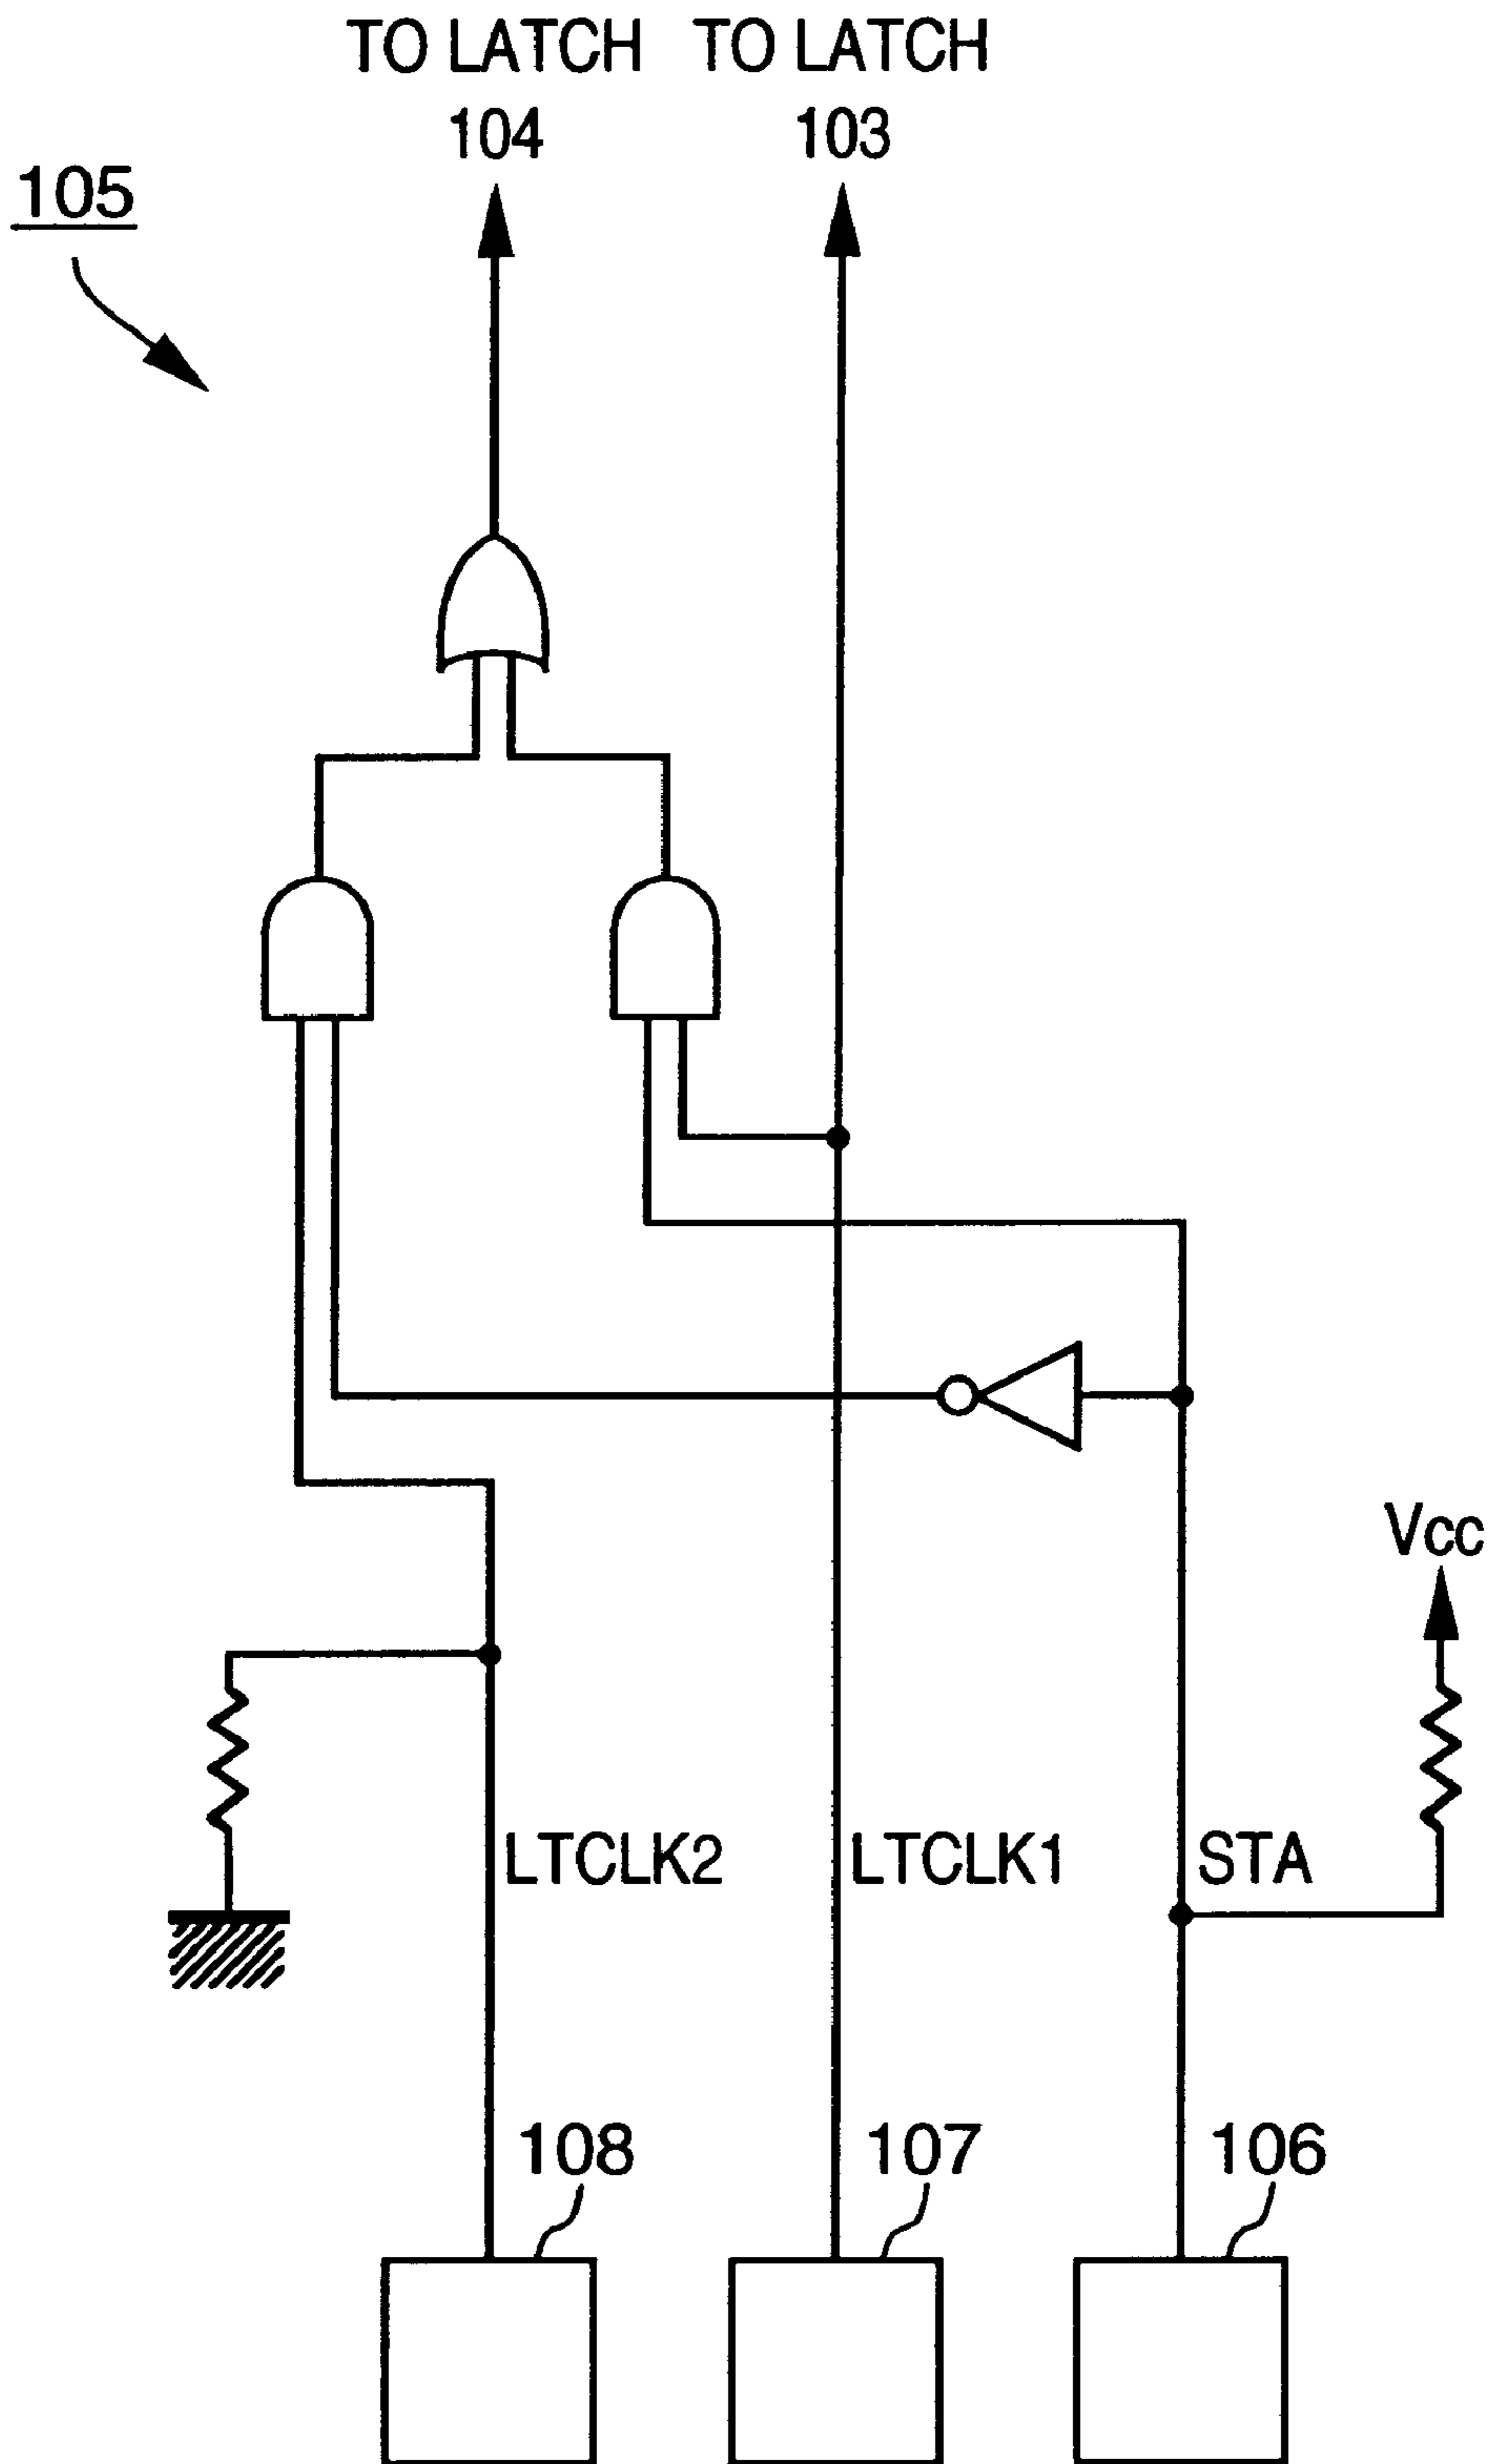 TO LATCH TO LATCH
104 103
105
Vcc
LTCLK2 LTCLK1 STA
108 107 106